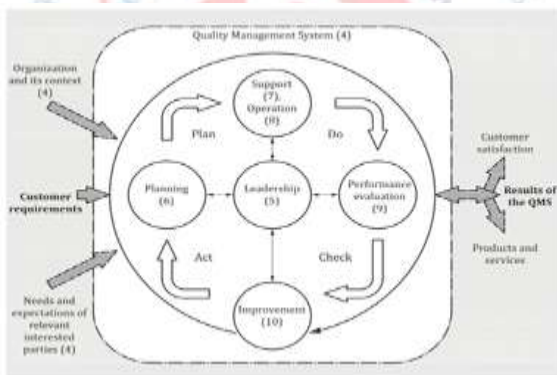 Quality Management System (4)
Organization
and its context
(4)
Support
(7),
Operation
(8)
Plan
Do
Customer
satisfaction
Customer
requirements
Planning
(6)
Leadership
(5)
Performance
evaluation
(9)
Results of
the QMS
Act
Check
Products and
services
Needs and
expectations of
relevant
interested
parties (4)
Improvement
(10)